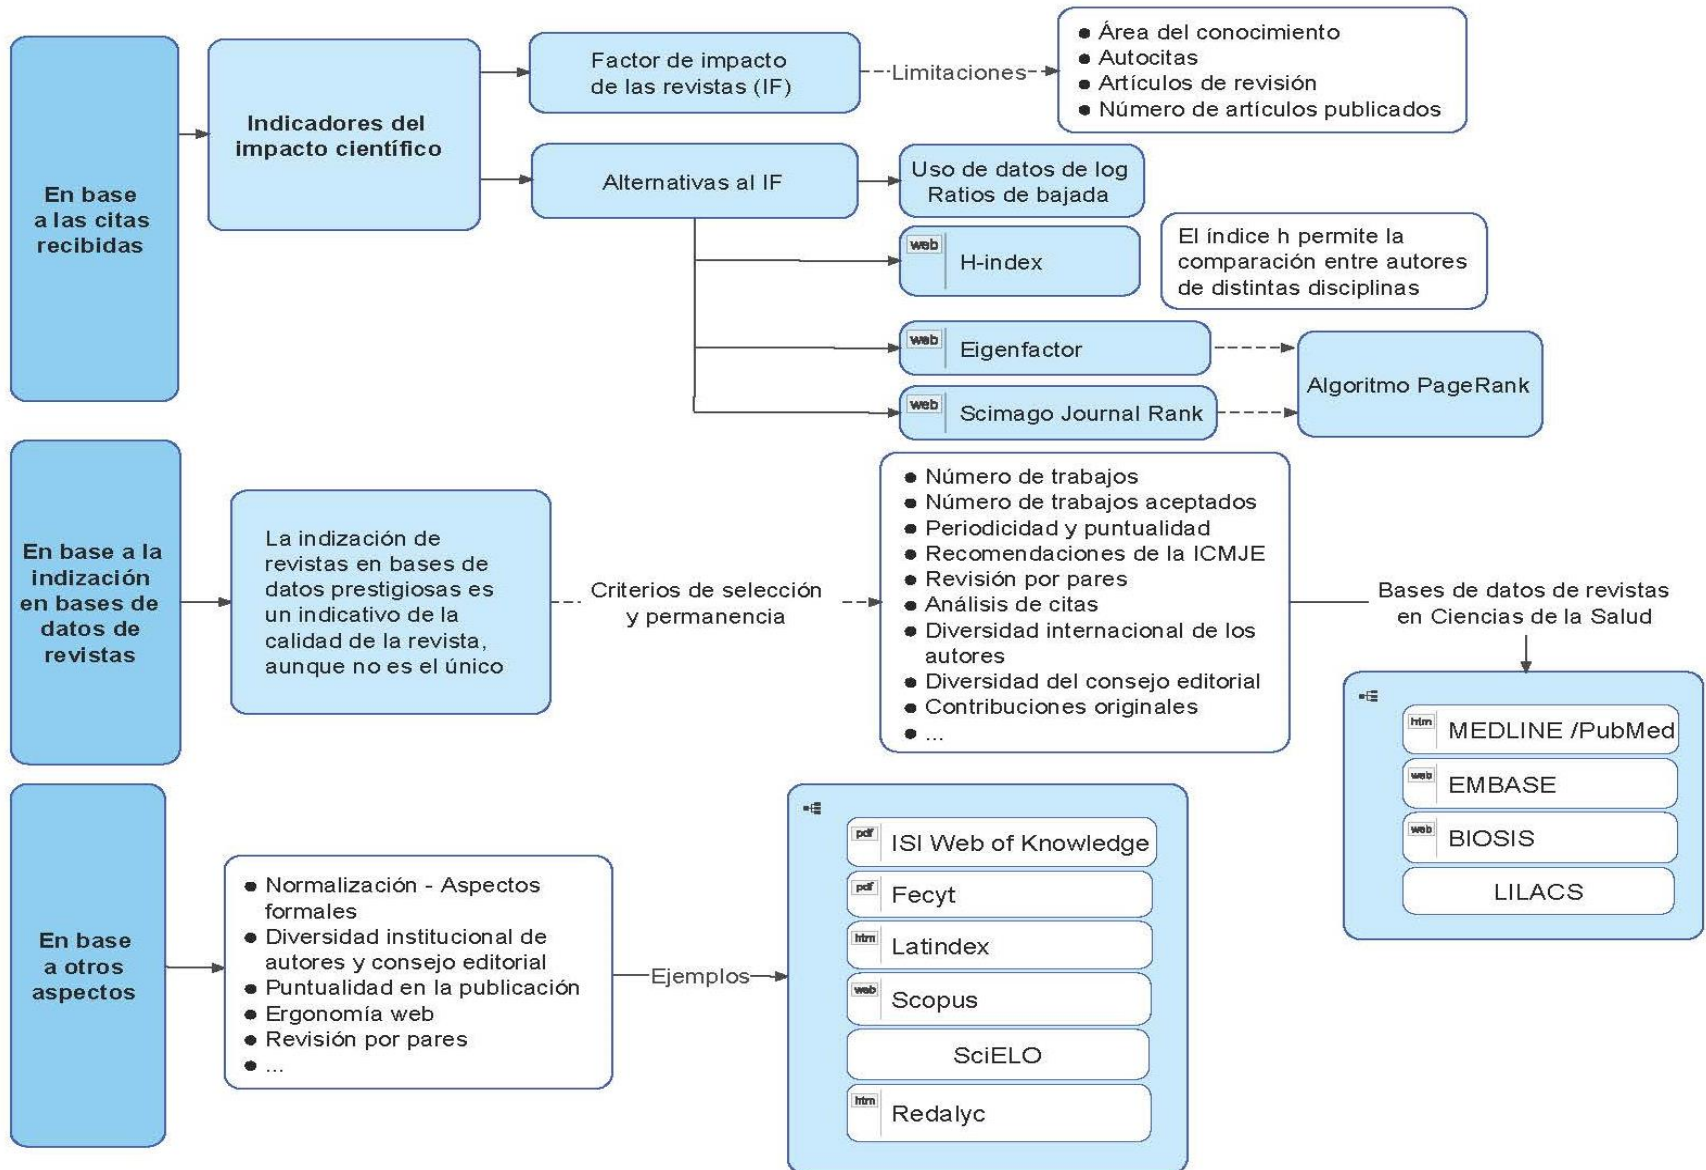 En base
a las citas
recibidas
Indicadores del
impacto científico
Factor de impacto
de las revistas (IF)
Limitaciones
● Área del conocimiento
● Autocitas
● Artículos de revisión
● Número de artículos publicados
Alternativas al IF
Uso de datos de log
Ratios de bajada
web
H-index
El índice h permite la
comparación entre autores
de distintas disciplinas
web
Eigenfactor
web
Scimago Journal Rank
Algoritmo PageRank
En base a la
indización
en bases de
datos de
revistas
La indización de
revistas en bases de
datos prestigiosas es
un indicativo de la
calidad de la revista,
aunque no es el único
Criterios de selección
y permanencia
● Número de trabajos
● Número de trabajos aceptados
● Periodicidad y puntualidad
● Recomendaciones de la ICMJE
● Revisión por pares
● Análisis de citas
● Diversidad internacional de los
autores
● Diversidad del consejo editorial
● Contribuciones originales
● ...
Bases de datos de revistas
en Ciencias de la Salud
htm
MEDLINE /PubMed
web
EMBASE
web
BIOSIS
LILACS
En base
a otros
aspectos
● Normalización - Aspectos
formales
● Diversidad institucional de
autores y consejo editorial
● Puntualidad en la publicación
● Ergonomía web
● Revisión por pares
● ...
Ejemplos
pdf
ISI Web of Knowledge
pdf
Fecyt
htm
Latindex
web
Scopus
SciELO
htm
Redalyc